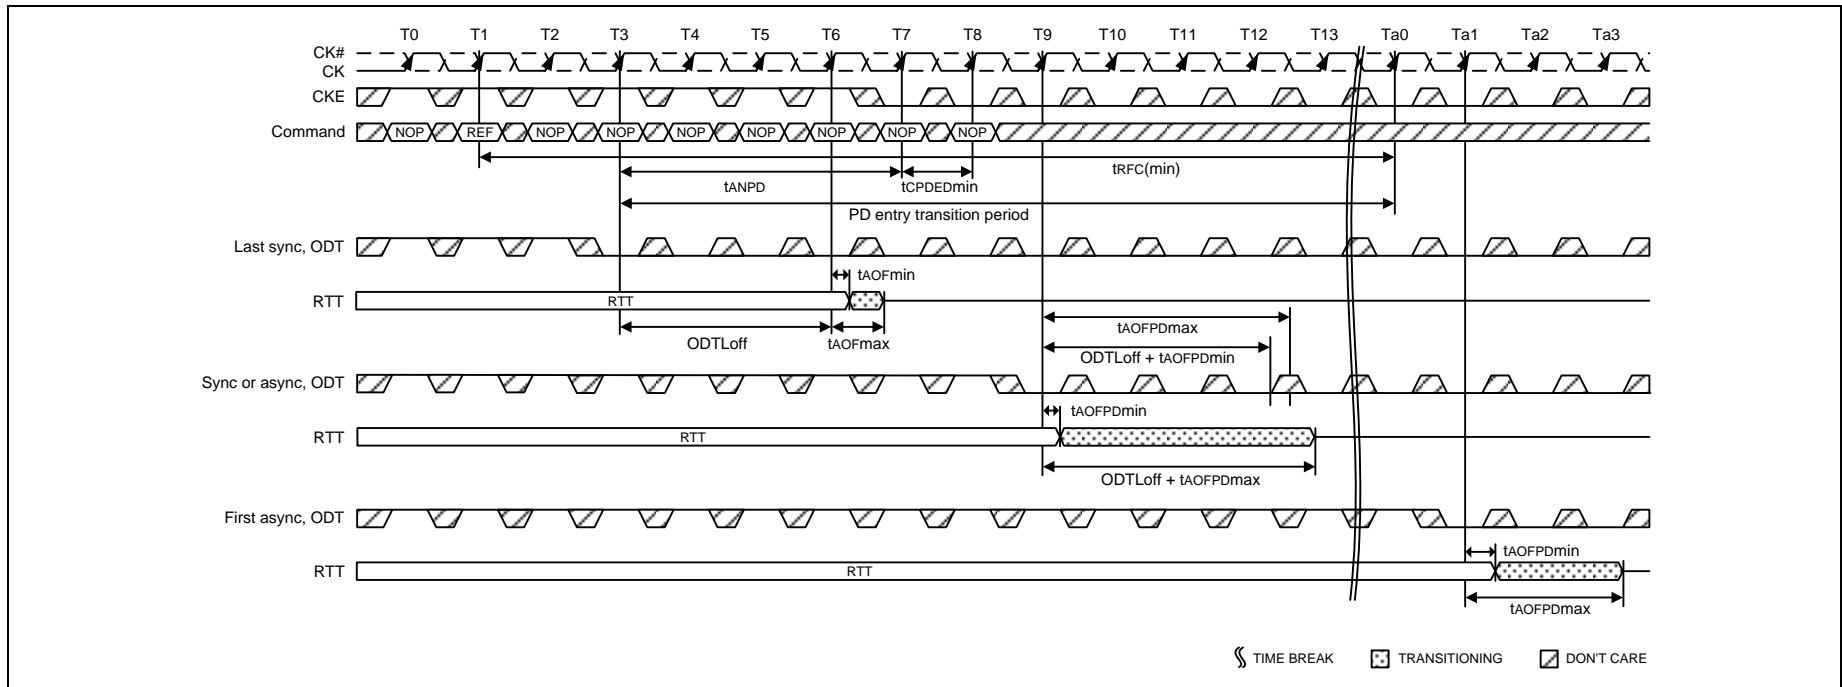 T0 T1 T2 T3 T4 T5 T6 T7 T8 T9 T10 T11 T12 T13 Ta0 Ta1 Ta2 Ta3
CK#
CK
CKE
Command NOP REF NOP NOP NOP NOP NOP NOP NOP
tRFC(min)
tANPD tCPDEDmin
PD entry transition period
Last sync, ODT
tAOFmin
RTT RTT
tAOFPDmax
ODTLoff tAOFmax
ODTLoff + tAOFPDmin
Sync or async, ODT
tAOFPDmin
RTT RTT
ODTLoff + tAOFPDmax
First async, ODT
tAOFPDmin
RTT RTT
tAOFPDmax
TIME BREAK TRANSITIONING DON'T CARE